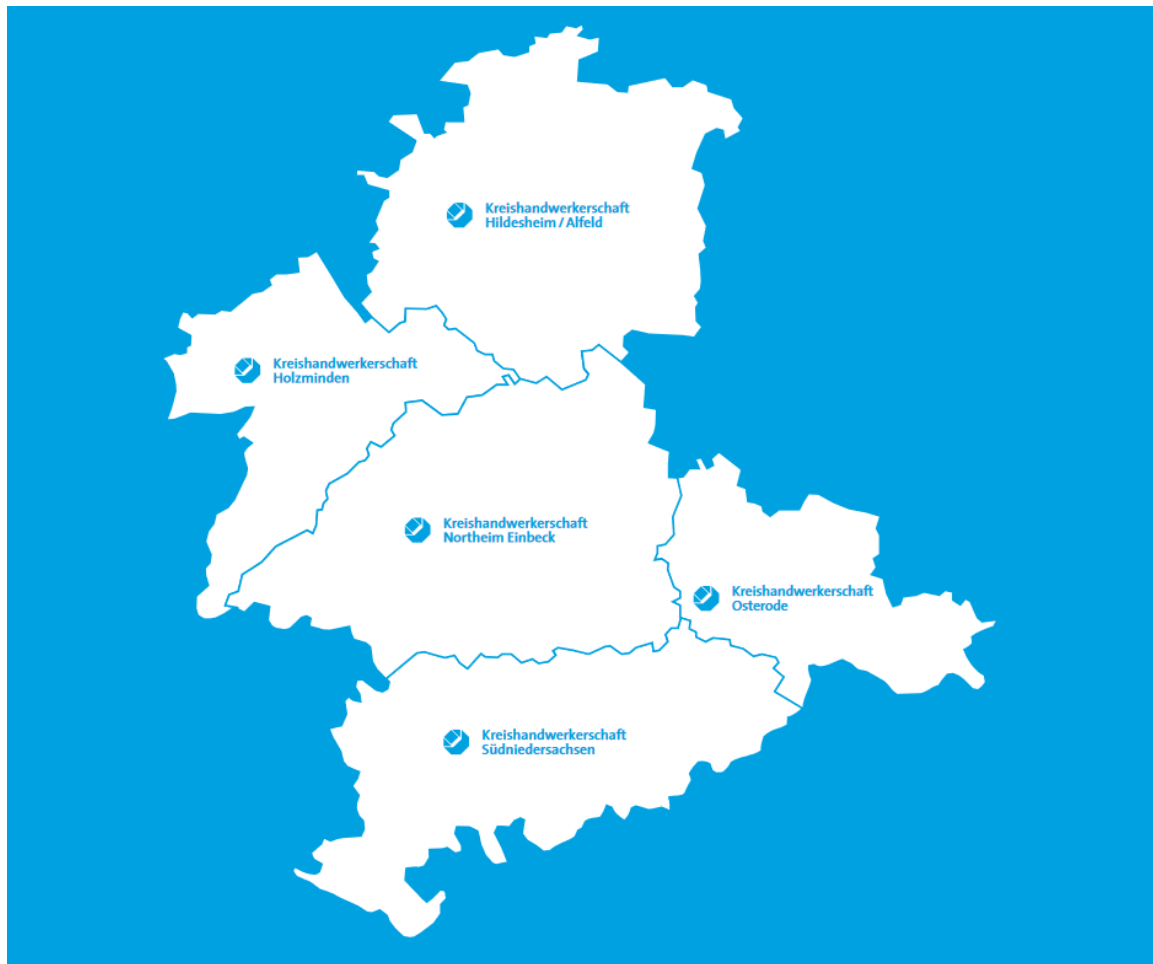 Kreishandwerkerschaft
Hildesheim / Alfeld
Kreishandwerkerschaft
Holzminden
Kreishandwerkerschaft
Northeim Einbeck
Kreishandwerkerschaft
Osterode
Kreishandwerkerschaft
Südniedersachsen